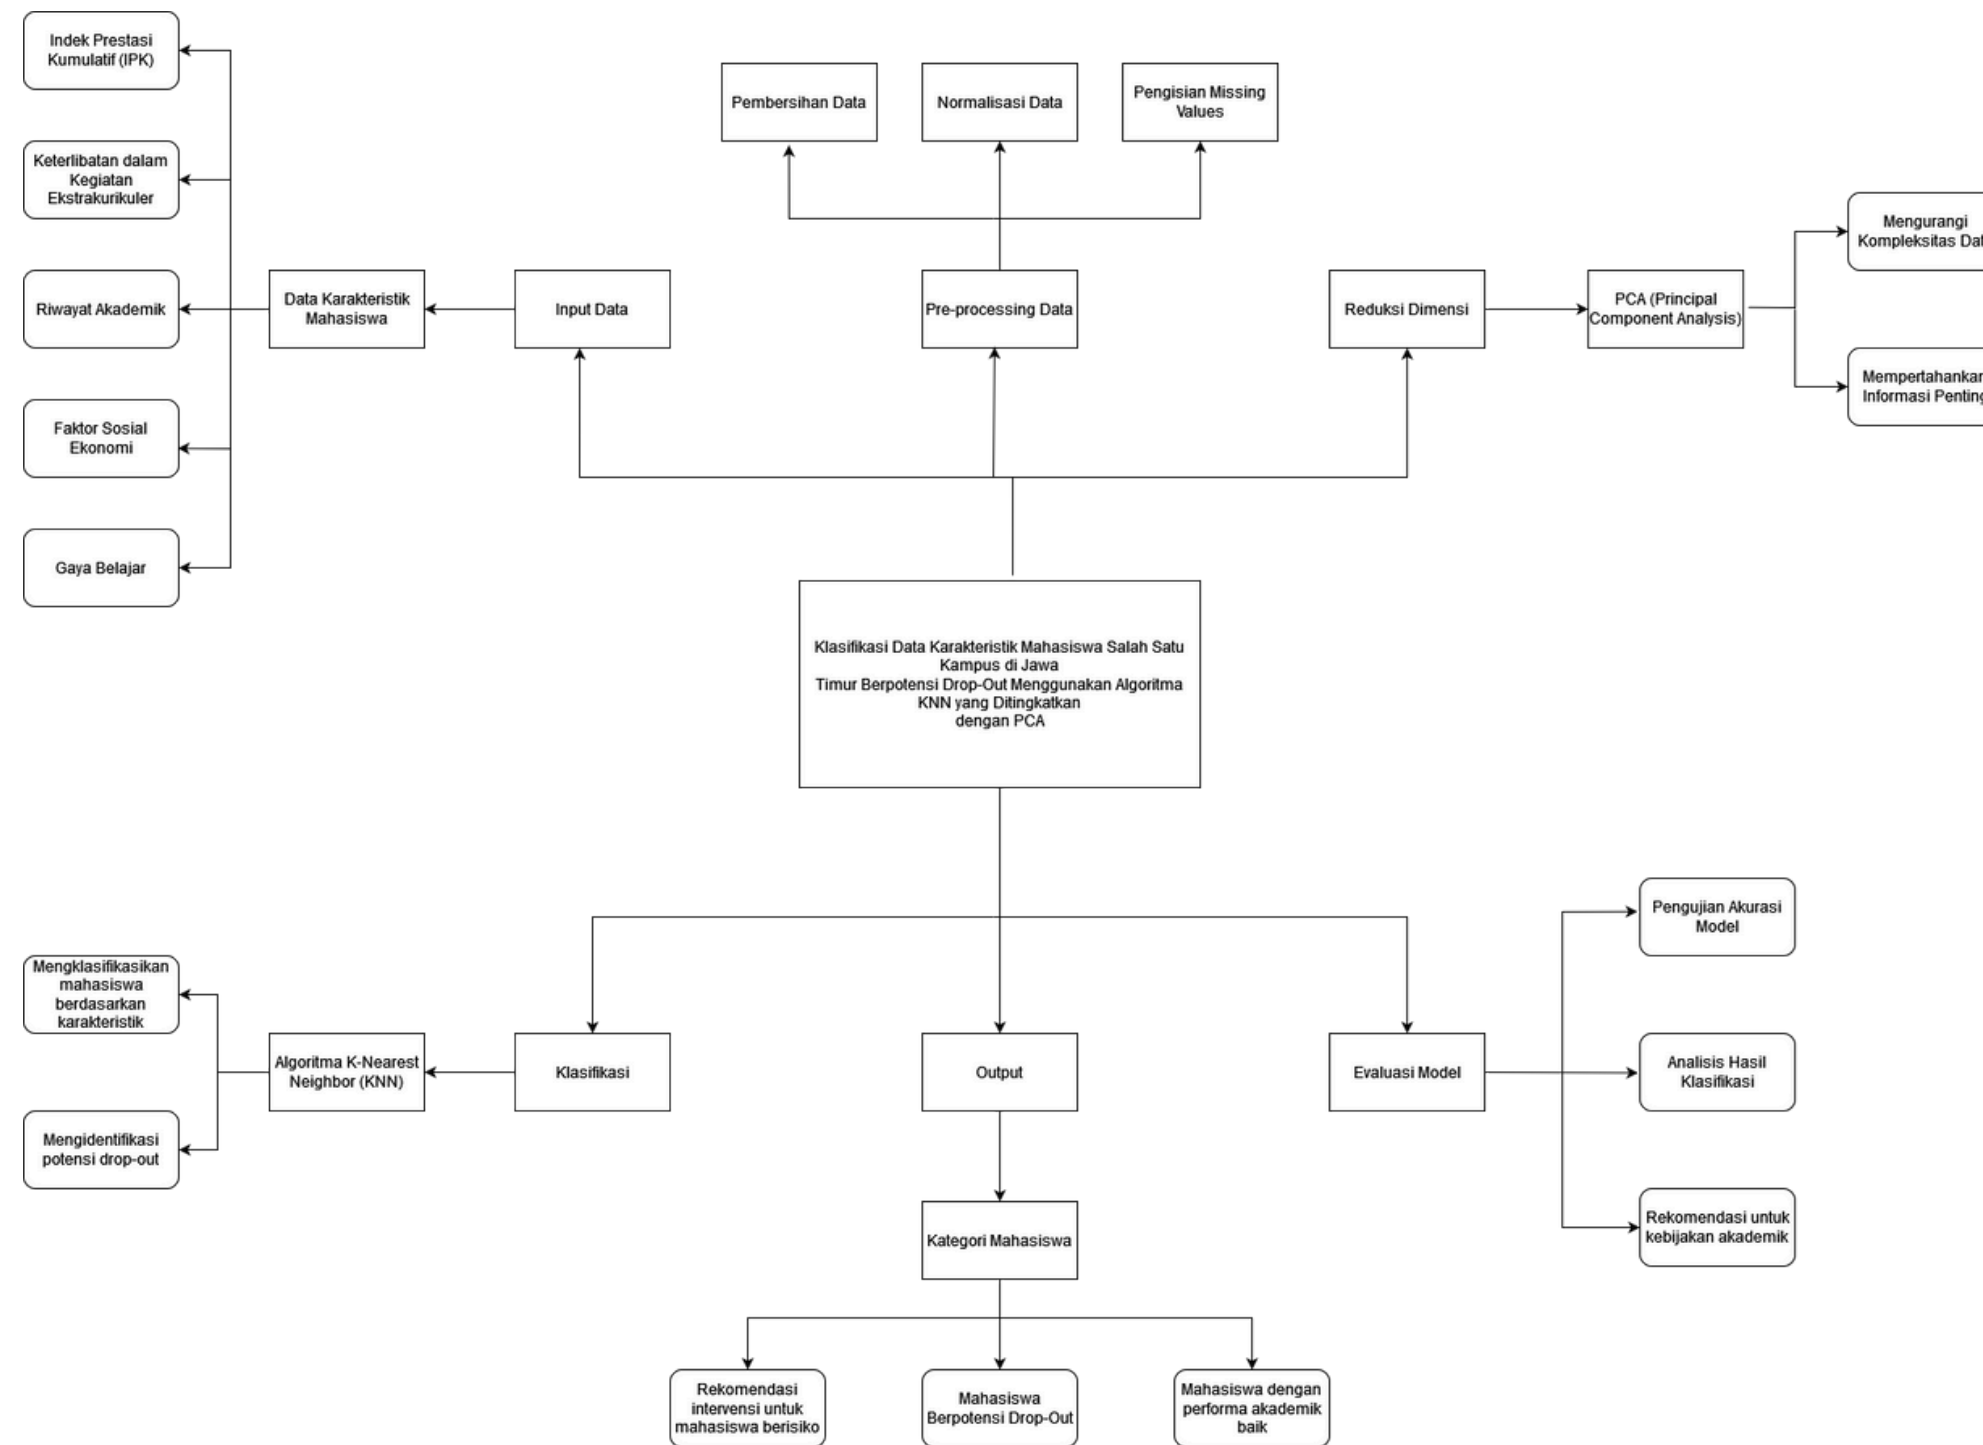 Indek Prestasi
Kumulatif (IPK)
Keterlibatan dalam
Kegiatan
Ekstrakurikuler
Riwayat Akademik
Faktor Sosial
Ekonomi
Gaya Belajar
Data Karakteristik
Mahasiswa
Input Data
Pembersihan Data
Normalisasi Data
Pengisian Missing
Values
Pre-processing Data
Reduksi Dimensi
PCA (Principal
Component Analysis)
Mengurangi
Kompleksitas Dat
Mempertahankan
Informasi Penting
Klasifikasi Data Karakteristik Mahasiswa Salah Satu
Kampus di Jawa
Timur Berpotensi Drop-Out Menggunakan Algoritma
KNN yang Ditingkatkan
dengan PCA
Mengklasifikasikan
mahasiswa
berdasarkan
karakteristik
Mengidentifikasi
potensi drop-out
Algoritma K-Nearest
Neighbor (KNN)
Klasifikasi
Output
Evaluasi Model
Pengujian Akurasi
Model
Analisis Hasil
Klasifikasi
Rekomendasi untuk
kebijakan akademik
Kategori Mahasiswa
Rekomendasi
intervensi untuk
mahasiswa berisiko
Mahasiswa
Berpotensi Drop-Out
Mahasiswa dengan
performa akademik
baik